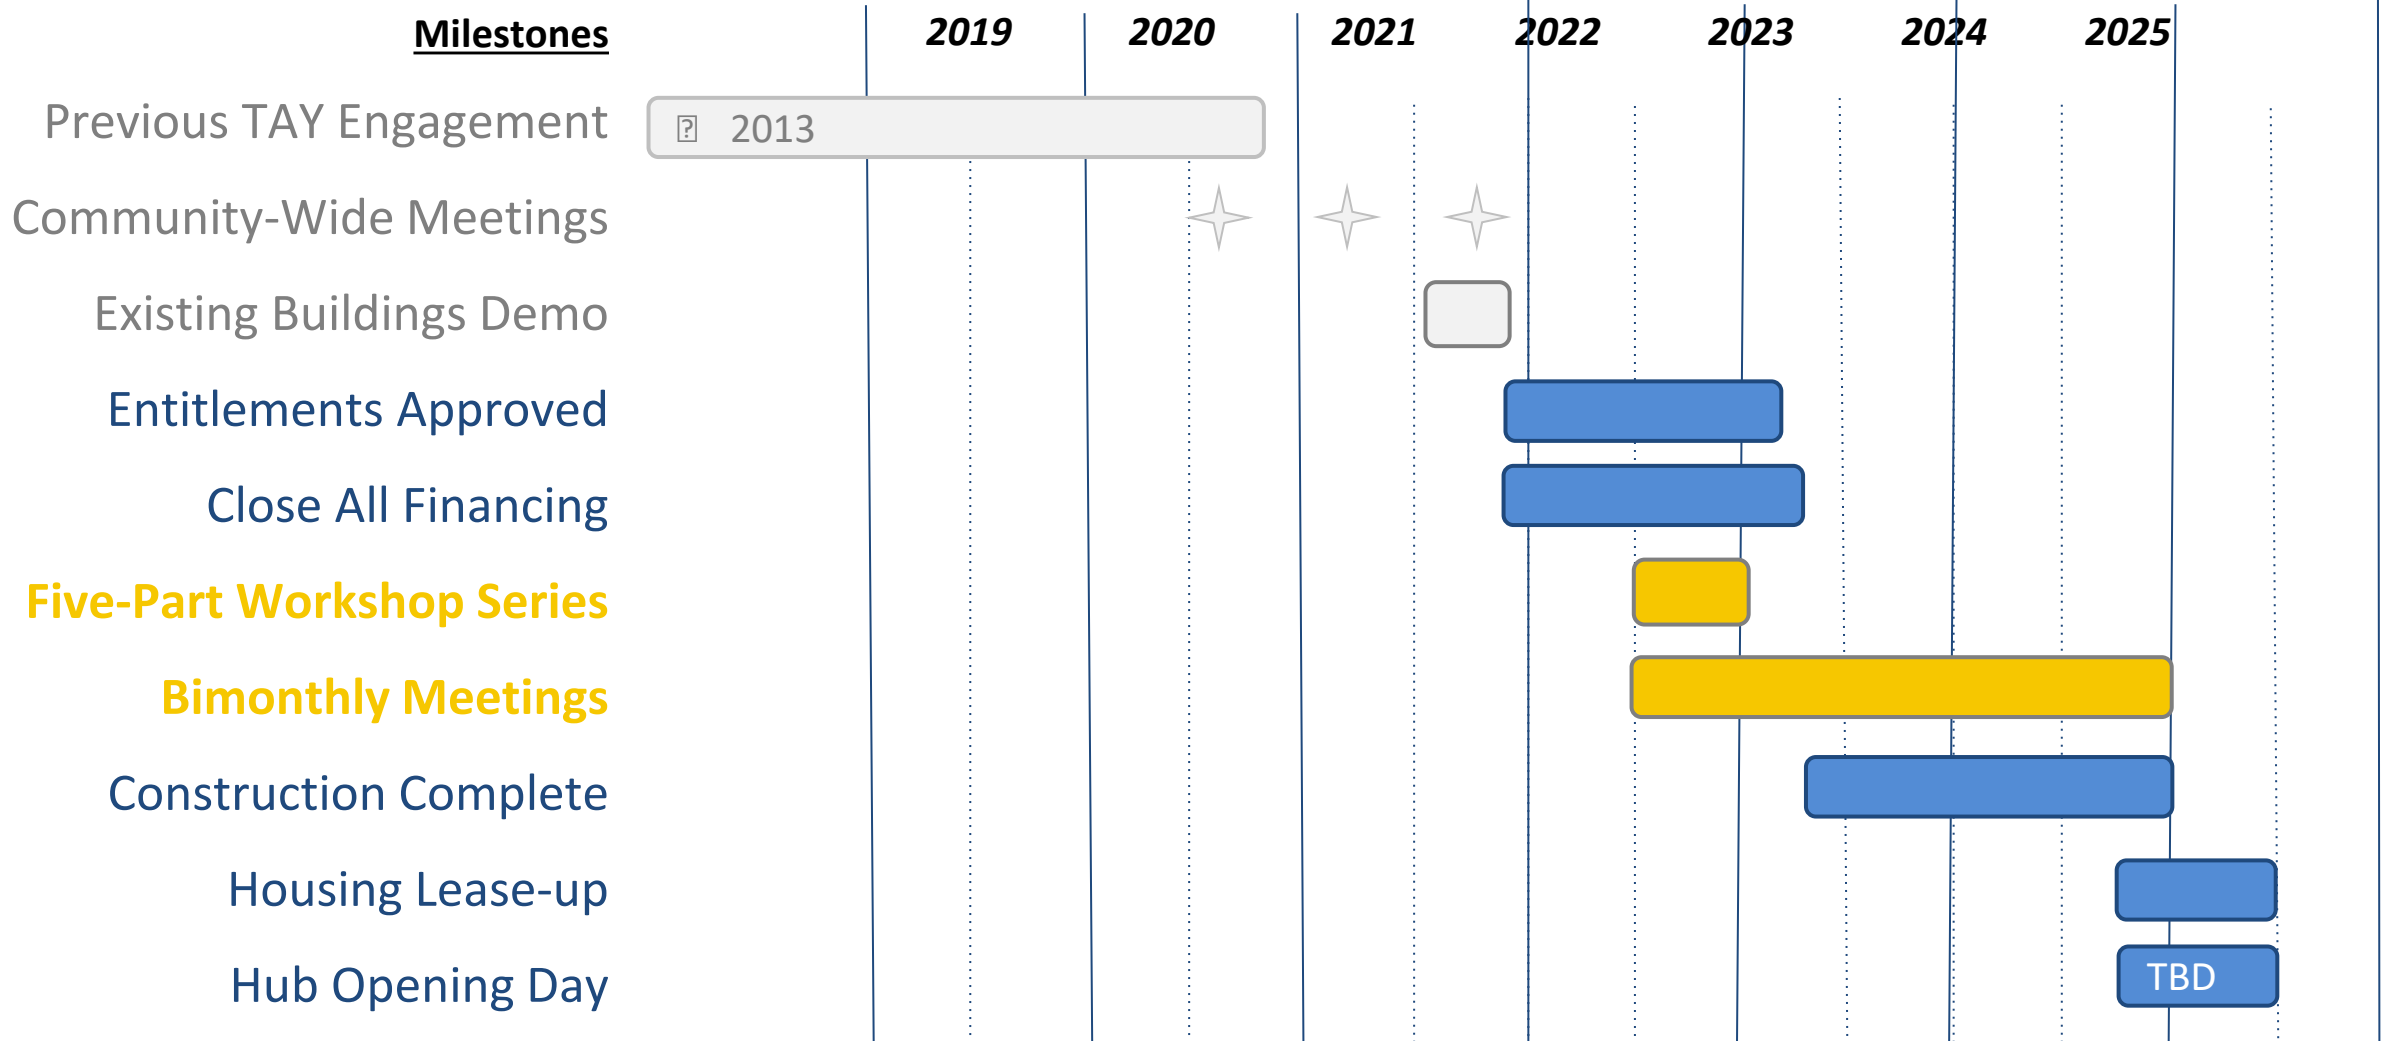 Milestones 2019 2020 2021 2022 2023 2024 2025
Previous TAY Engagement 2013
Community-Wide Meetings
Existing Buildings Demo
Entitlements Approved
Close All Financing
Five-Part Workshop Series
Bimonthly Meetings
Construction Complete
Housing Lease-up
Hub Opening Day TBD